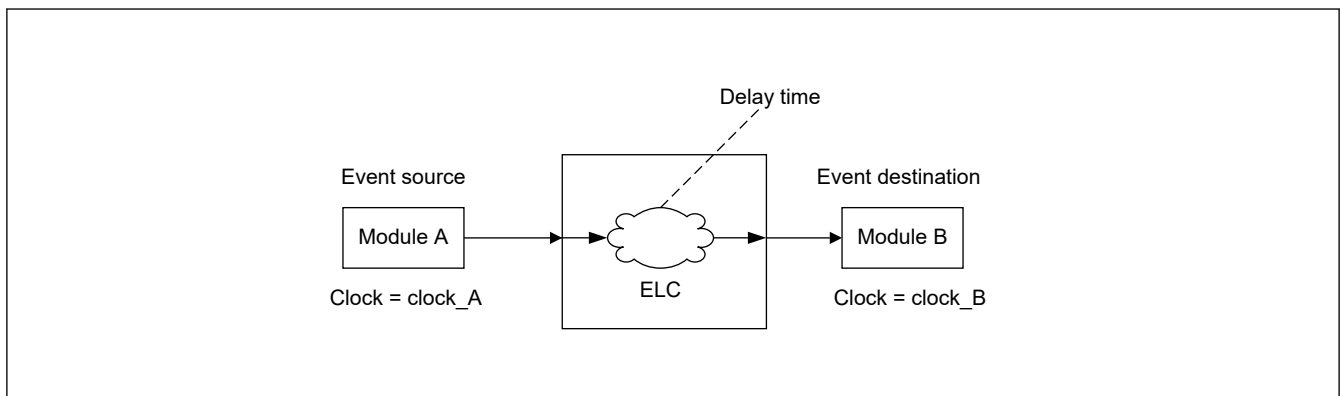 Delay time
Event source
Event destination
Module A
Module B
ELC
Clock = clock_A
Clock = clock_B